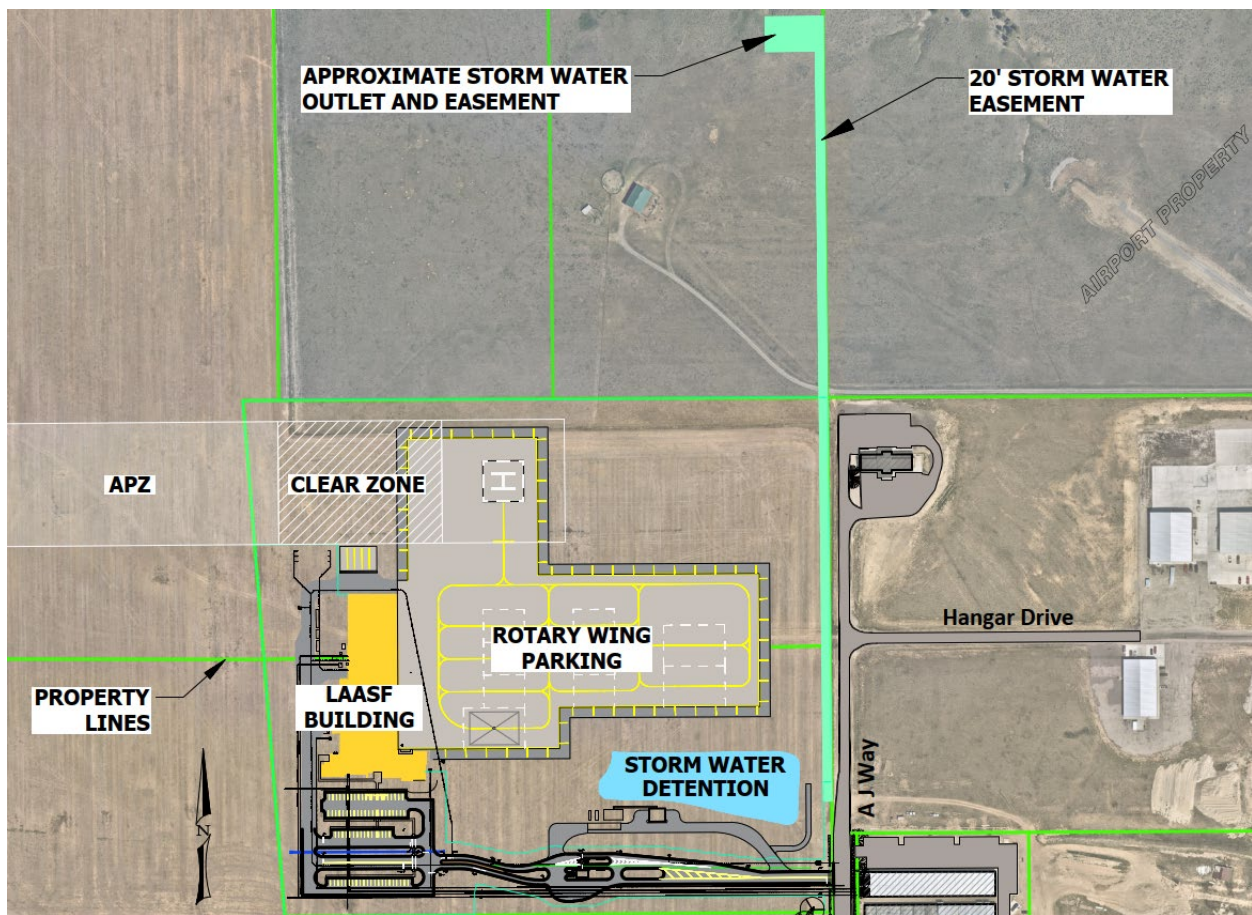 APPROXIMATE STORM WATER
OUTLET AND EASEMENT
20' STORM WATER
EASEMENT
AIRPORT PROPERTY
APZ
CLEAR ZONE
H
Hangar Drive
ROTARY WING
PARKING
PROPERTY
LINES
LAASF
BUILDING
STORM WATER
DETENTION
A J Way
N